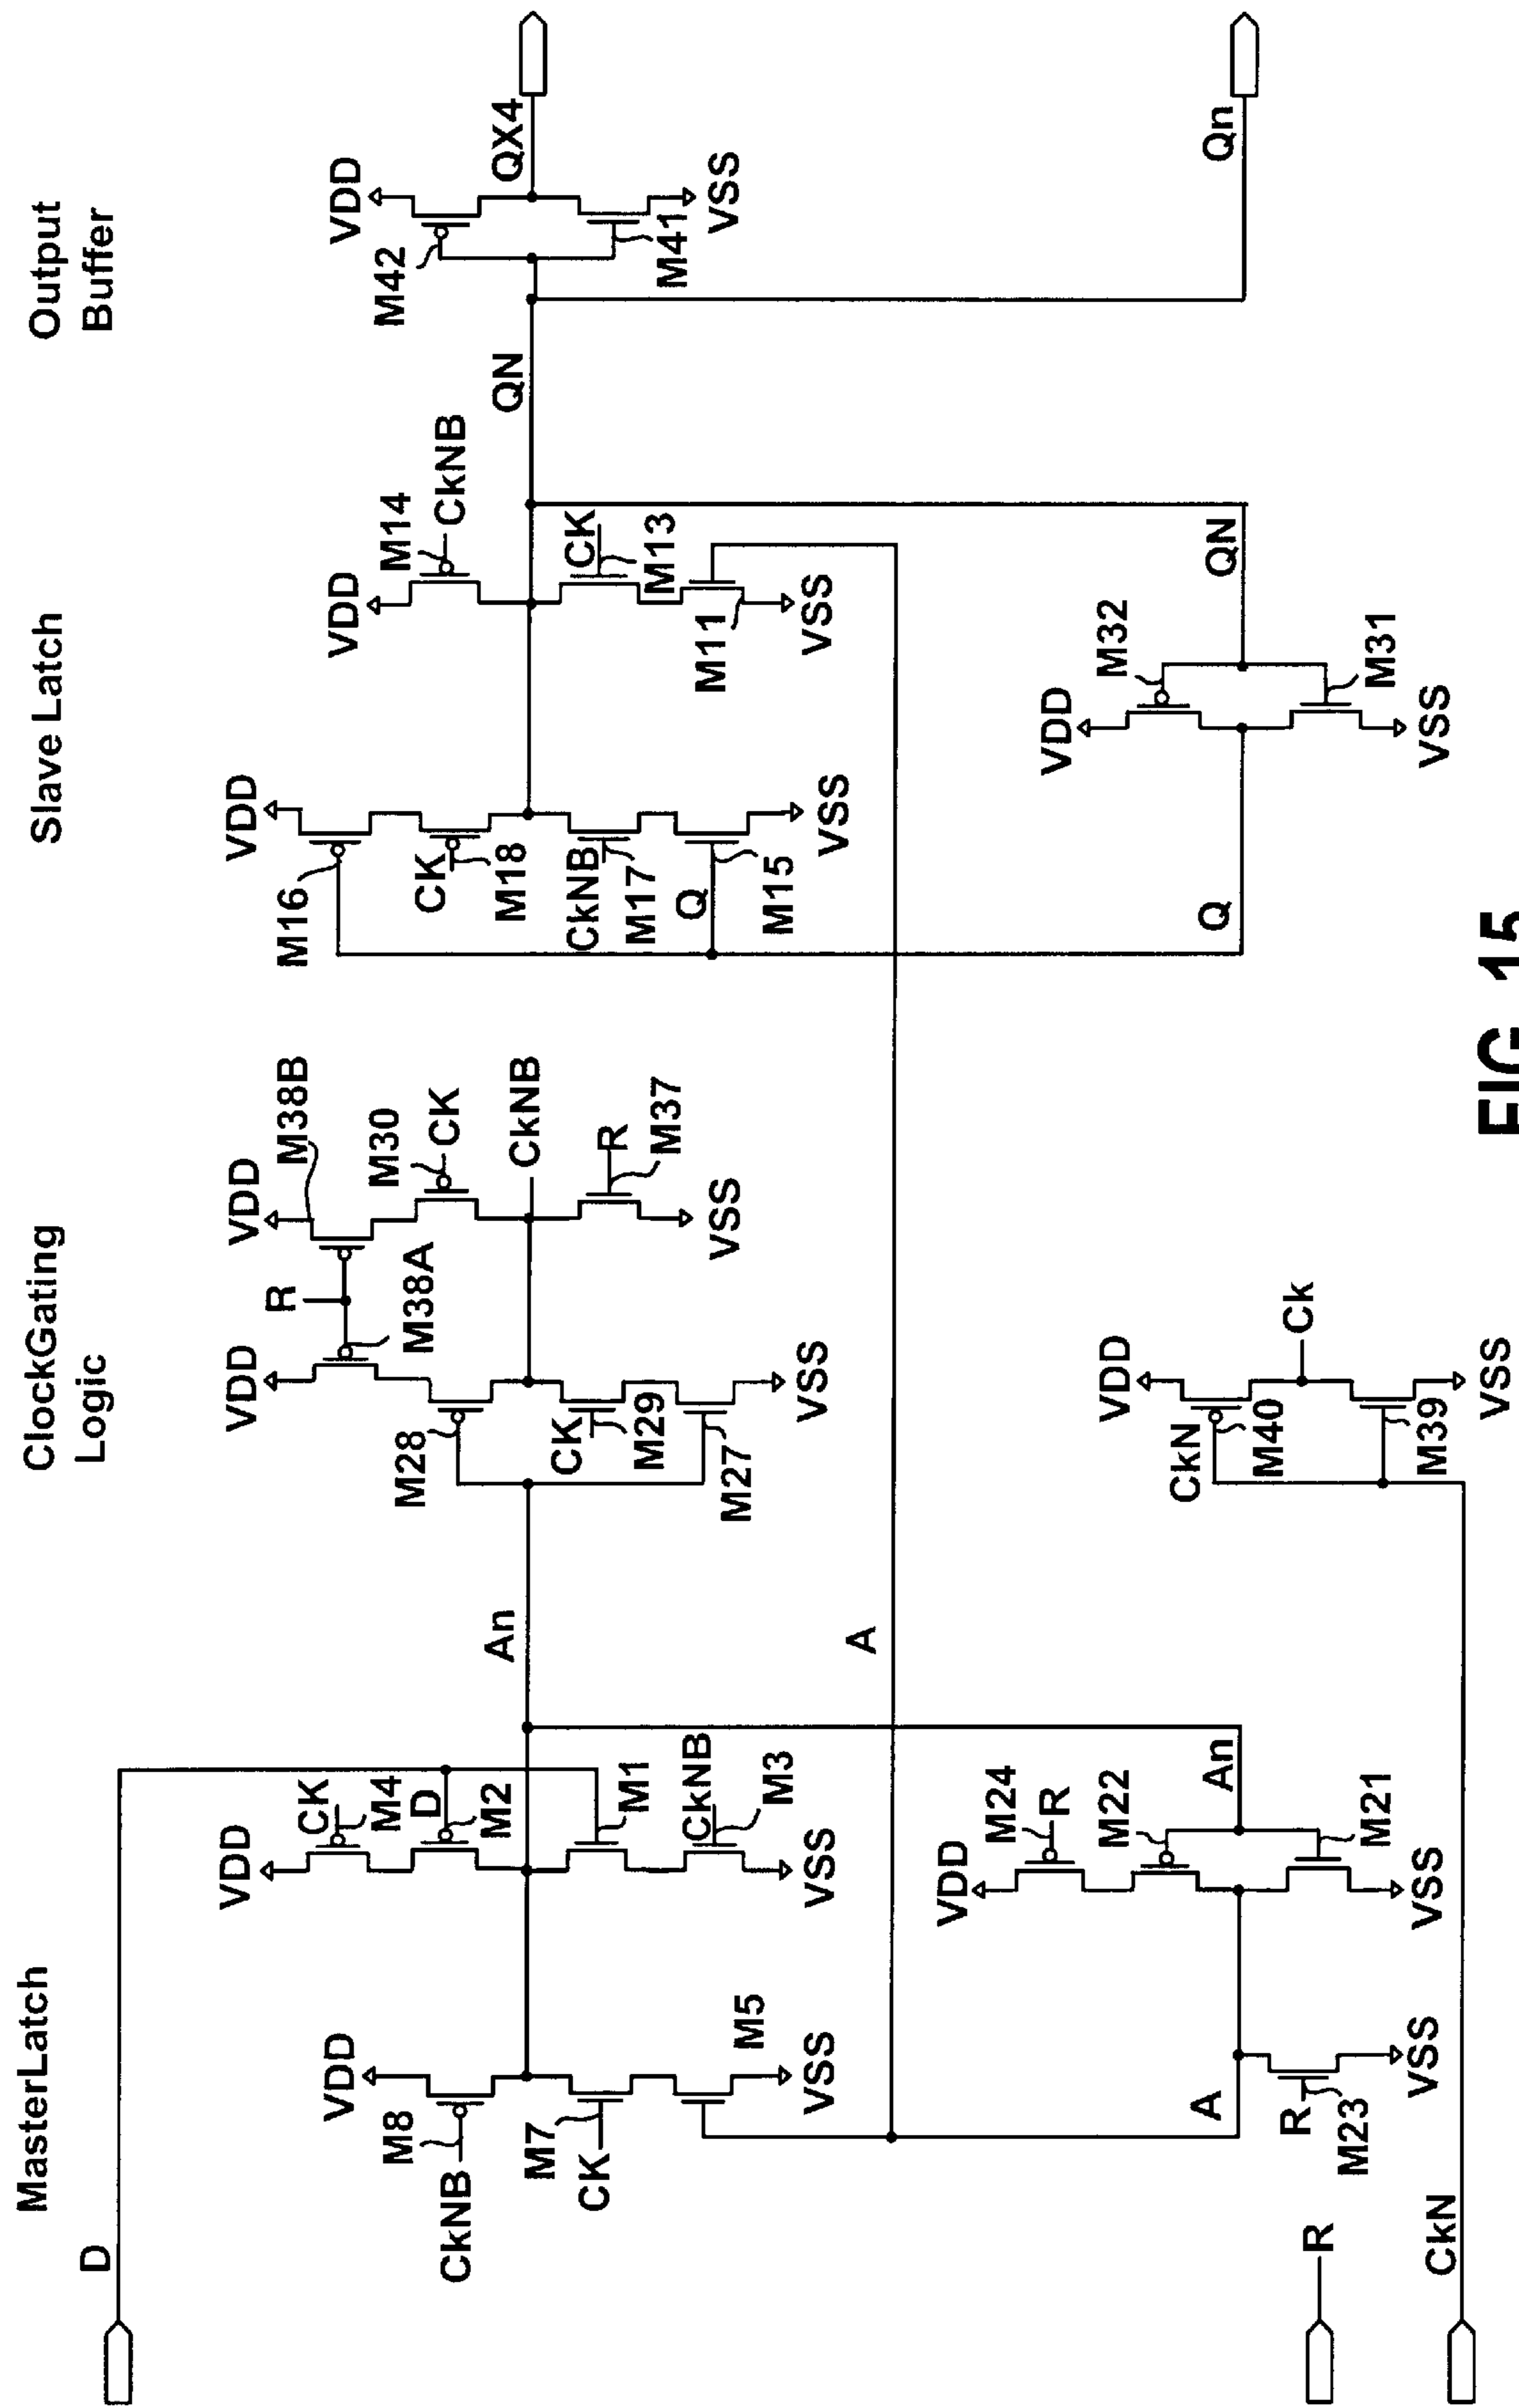 MasterLatch
ClockGating
Logic
Slave Latch
Output
Buffer
D
VDD
M8
CkNB
M7
CK
M5
VSS
VDD
CK
M4
D
M2
M1
CkNB
M3
VSS
An
A
VDD
M24
R
M22
An
M21
VSS
A
R
M23
VSS
R
CkN
VDD
R
M38A
M28
CK
M29
M27
VSS
VDD
M38B
M30
CK
CkNB
R
M37
VSS
VDD
CkN
M40
Ck
M39
VSS
VDD
M16
CK
M18
CkNB
M17
Q
M15
VSS
VDD
M14
CkNB
CK
M13
M11
VSS
QN
Q
VDD
M32
QN
M31
VSS
VDD
M42
QX4
M41
VSS
Qn
FIG. 15